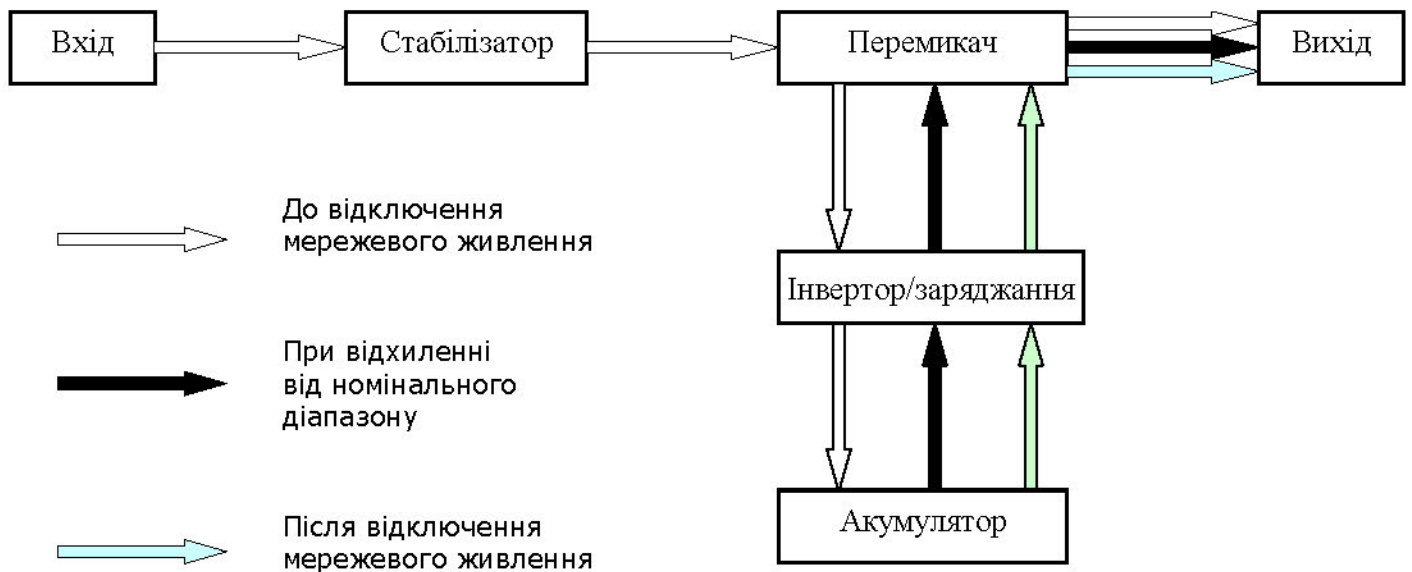 Вхід
Стабілізатор
Перемикач
Вихід
До відключення
мережевого живлення
Інвертор/заряджання
При відхиленні
від номінального
діапазону
Акумулятор
Після відключення
мережевого живлення